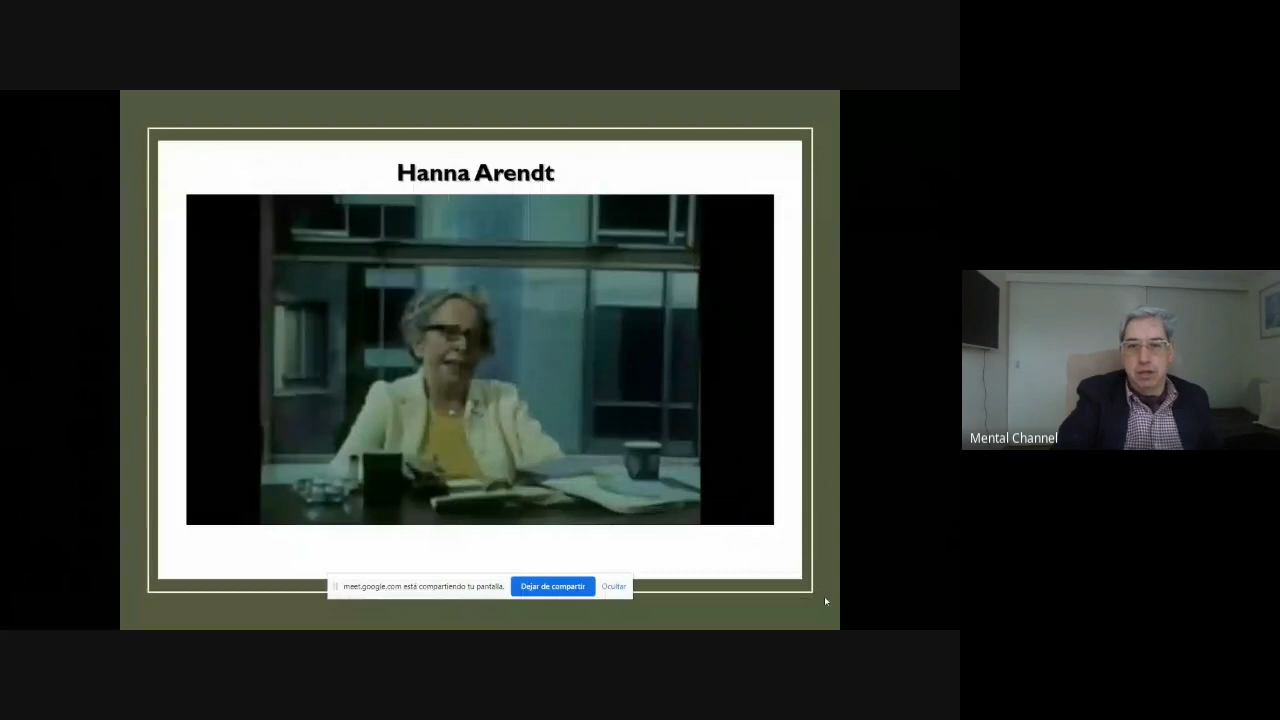 Hanna Arendt
meet.google.com está compartiendo tu pantalla.
Dejar de compartir
Ocultar
Mental Channel